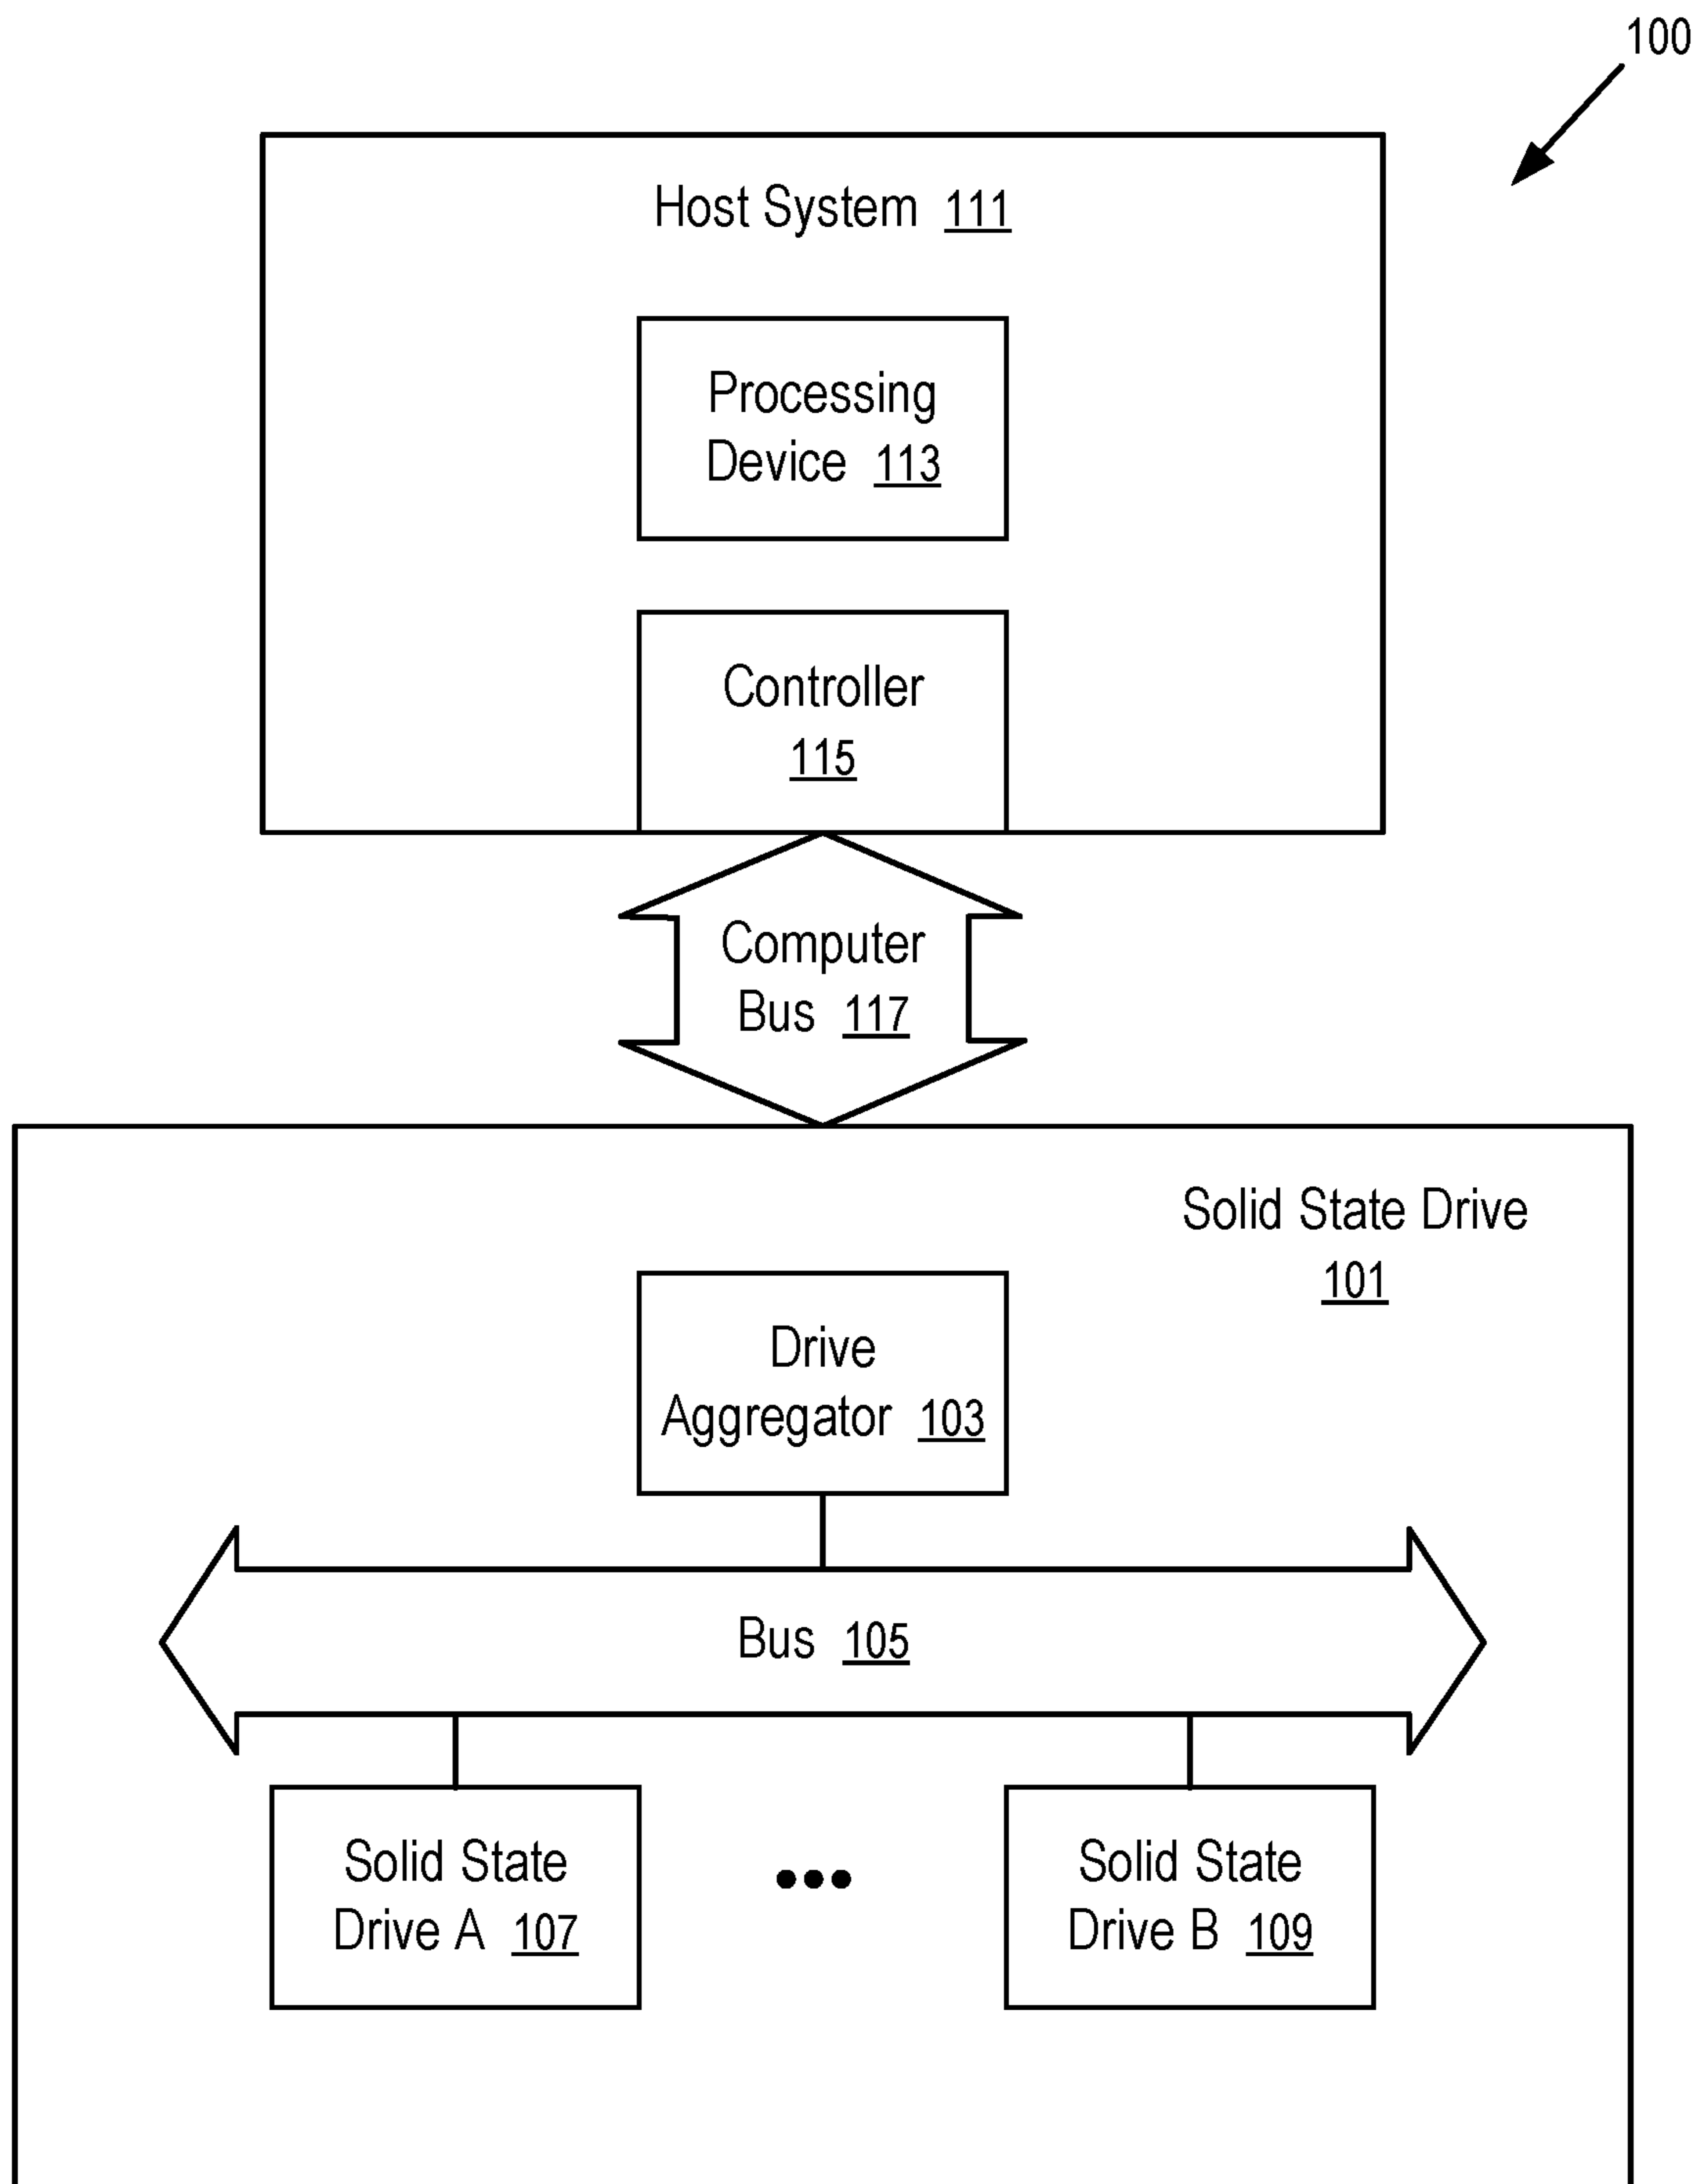 100
Host System 111
Processing
Device 113
Controller
115
Computer
Bus 117
Solid State Drive
101
Drive
Aggregator 103
Bus 105
Solid State
Drive A 107
•••
Solid State
Drive B 109